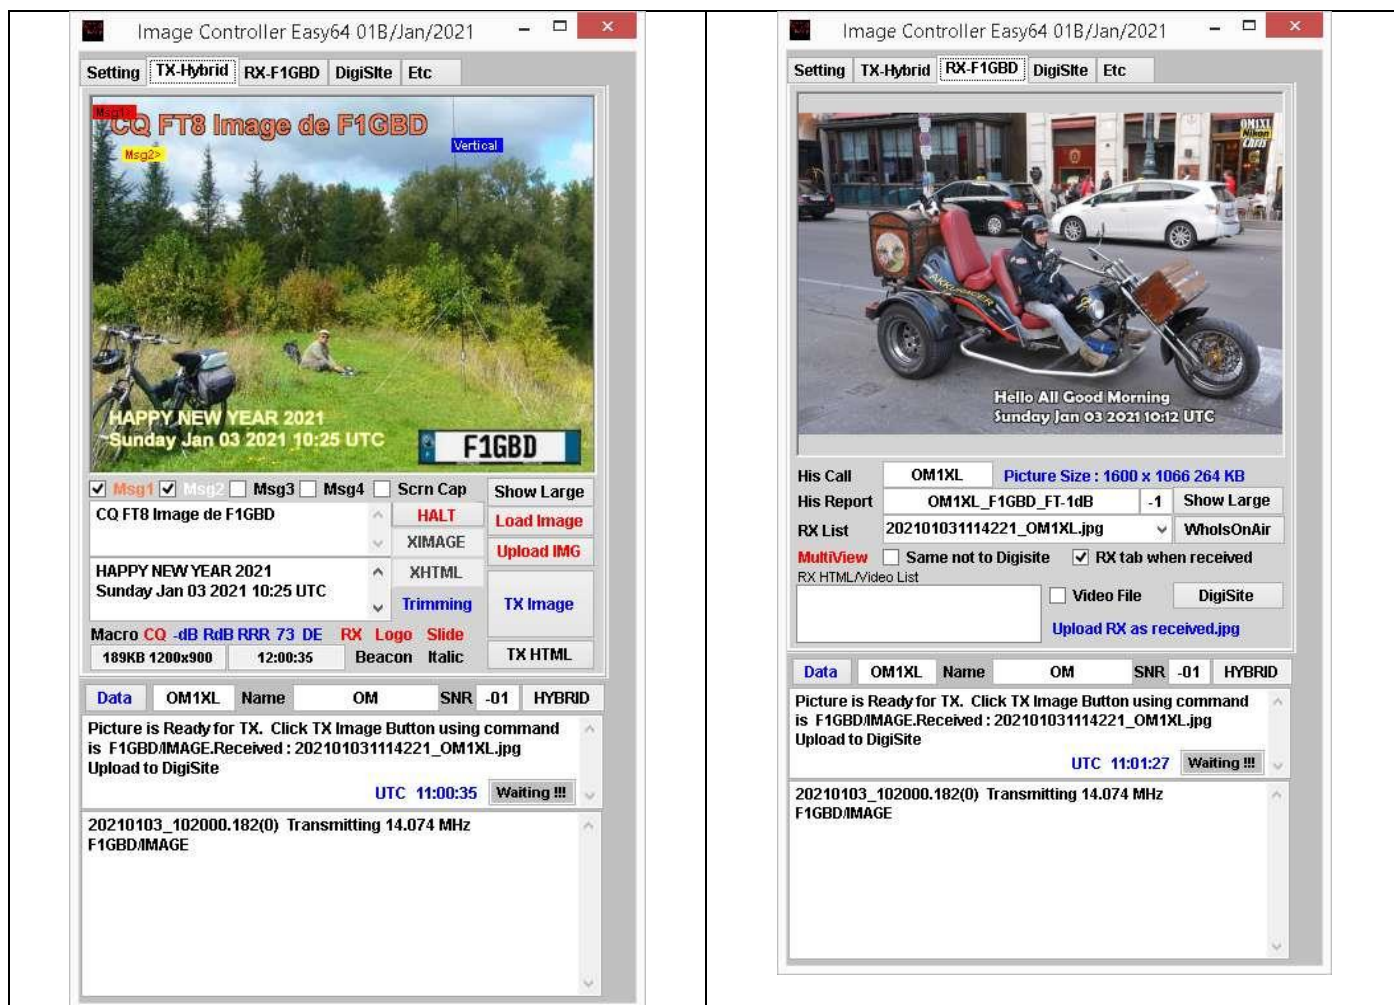 Image Controller Easy64 01B/Jan/2021
Setting TX-Hybrid RX-F1GBD DigiSIte Etc
Msg1>
CQ FT8 Image de F1GBD
Msg2>
Vertical
HAPPY NEW YEAR 2021
Sunday Jan 03 2021 10:25 UTC
F1GBD
Msg1 Msg2 Msg3 Msg4 Scrn Cap Show Large
CQ FT8 Image de F1GBD
HALT Load Image
XIMAGE Upload IMG
HAPPY NEW YEAR 2021
Sunday Jan 03 2021 10:25 UTC
XHTML
Trimming TX Image
Macro CQ -dB RdB RRR 73 DE RX Logo Slide
189KB 1200x900 12:00:35 Beacon Italic TX HTML
Data OM1XL Name OM SNR -01 HYBRID
Picture is Ready for TX. Click TX Image Button using command
is F1GBD/IMAGE.Received : 202101031114221_OM1XL.jpg
Upload to DigiSite
UTC 11:00:35 Waiting !!!
20210103_102000.182(0) Transmitting 14.074 MHz
F1GBD/IMAGE
Image Controller Easy64 01B/Jan/2021
Setting TX-Hybrid RX-F1GBD DigiSIte Etc
OM1XL
Nikon
Chris
AKKURACER
Hello All Good Morning
Sunday Jan 03 2021 10:12 UTC
His Call OM1XL Picture Size : 1600 x 1066 264 KB
His Report OM1XL_F1GBD_FT-1dB -1 Show Large
RX List 202101031114221_OM1XL.jpg WhoIsOnAir
MultiView Same not to Digisite RX tab when received
RX HTML/Video List
Video File DigiSite
Upload RX as received.jpg
Data OM1XL Name OM SNR -01 HYBRID
Picture is Ready for TX. Click TX Image Button using command
is F1GBD/IMAGE.Received : 202101031114221_OM1XL.jpg
Upload to DigiSite
UTC 11:01:27 Waiting !!!
20210103_102000.182(0) Transmitting 14.074 MHz
F1GBD/IMAGE